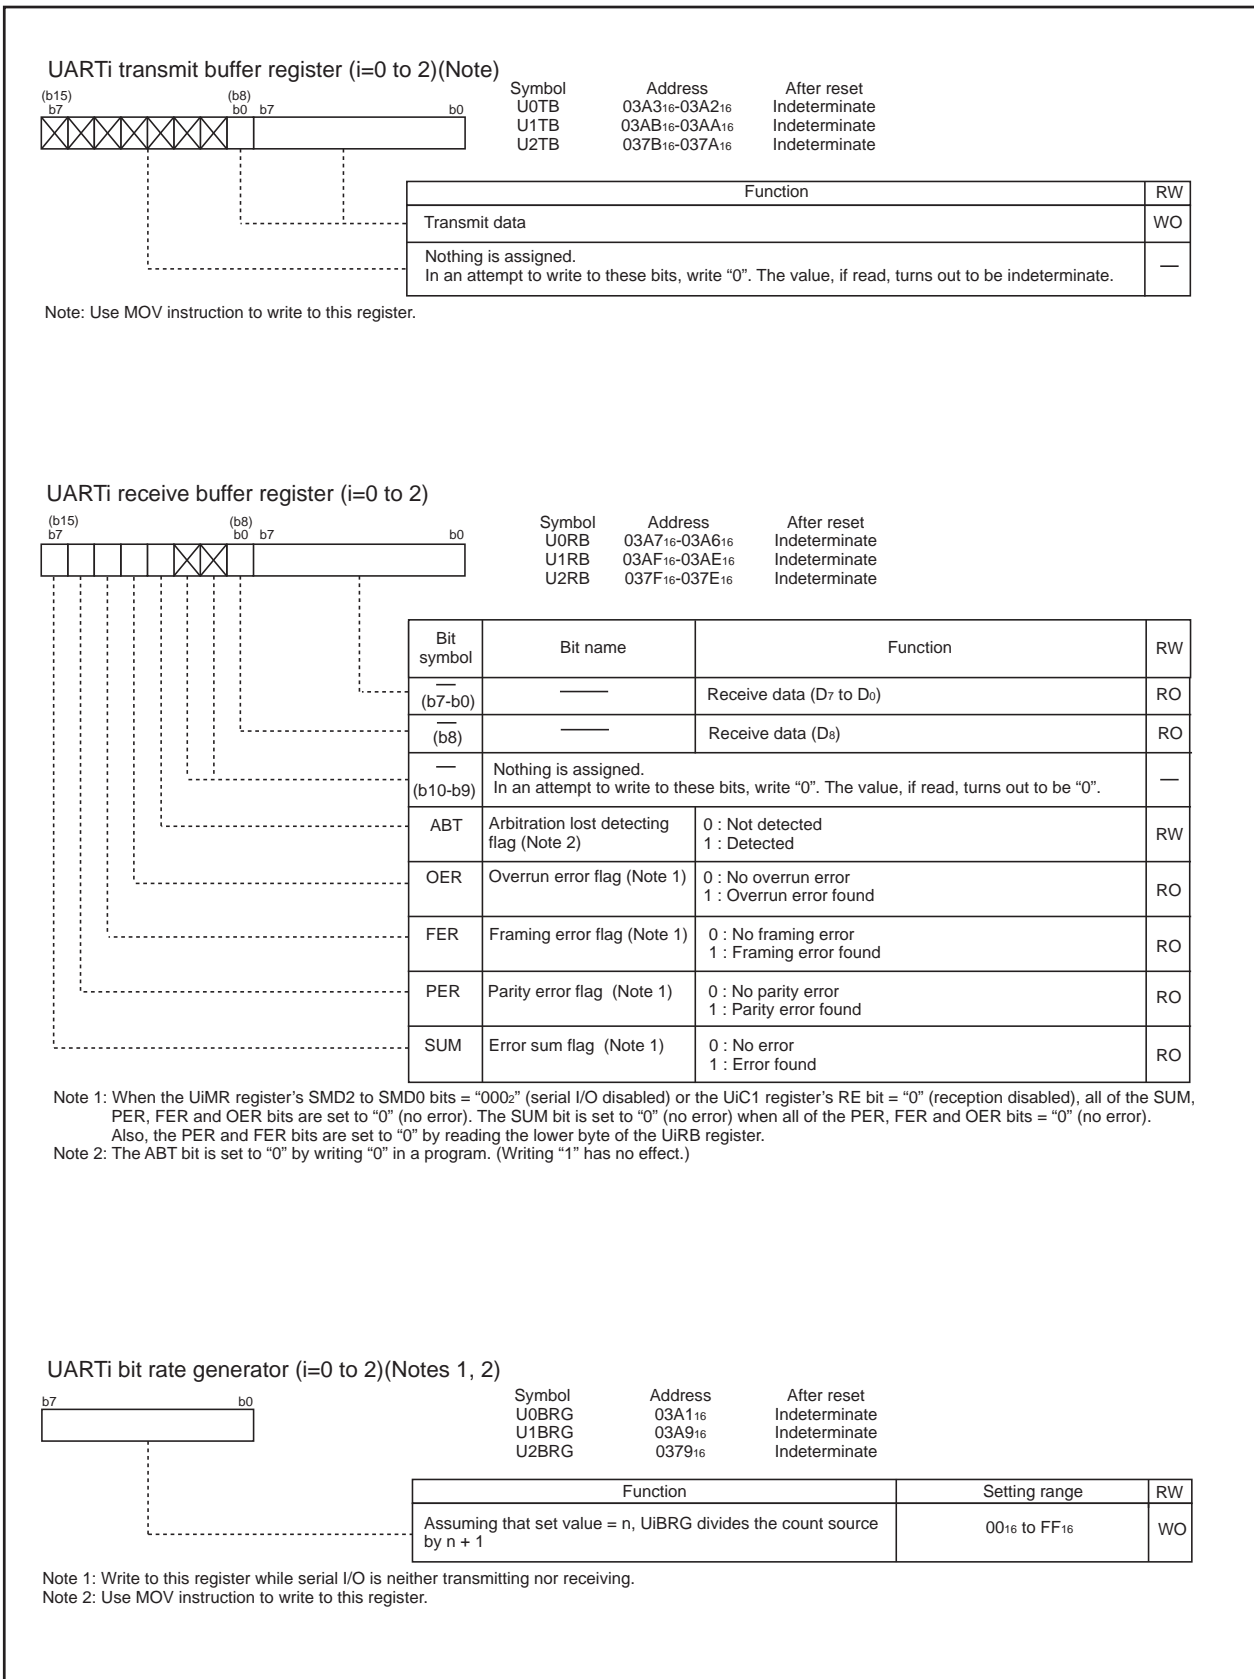 UARTi transmit buffer register (i=0 to 2)(Note)
(b15) (b8)
b7 b0 b7 b0
Symbol Address After reset
U0TB 03A3₁₆-03A2₁₆ Indeterminate
U1TB 03AB₁₆-03AA₁₆ Indeterminate
U2TB 037B₁₆-037A₁₆ Indeterminate
Function RW
Transmit data WO
Nothing is assigned.
In an attempt to write to these bits, write “0”. The value, if read, turns out to be indeterminate. —
Note: Use MOV instruction to write to this register.
UARTi receive buffer register (i=0 to 2)
(b15) (b8)
b7 b0 b7 b0
Symbol Address After reset
U0RB 03A7₁₆-03A6₁₆ Indeterminate
U1RB 03AF₁₆-03AE₁₆ Indeterminate
U2RB 037F₁₆-037E₁₆ Indeterminate
Bit symbol Bit name Function RW
— (b7-b0) — Receive data (D₇ to D₀) RO
— (b8) — Receive data (D₈) RO
— (b10-b9) Nothing is assigned.
In an attempt to write to these bits, write “0”. The value, if read, turns out to be “0”. —
ABT Arbitration lost detecting flag (Note 2) 0 : Not detected
1 : Detected RW
OER Overrun error flag (Note 1) 0 : No overrun error
1 : Overrun error found RO
FER Framing error flag (Note 1) 0 : No framing error
1 : Framing error found RO
PER Parity error flag (Note 1) 0 : No parity error
1 : Parity error found RO
SUM Error sum flag (Note 1) 0 : No error
1 : Error found RO
Note 1: When the UiMR register’s SMD2 to SMD0 bits = “000₂” (serial I/O disabled) or the UiC1 register’s RE bit = “0” (reception disabled), all of the SUM,
PER, FER and OER bits are set to “0” (no error). The SUM bit is set to “0” (no error) when all of the PER, FER and OER bits = “0” (no error).
Also, the PER and FER bits are set to “0” by reading the lower byte of the UiRB register.
Note 2: The ABT bit is set to “0” by writing “0” in a program. (Writing “1” has no effect.)
UARTi bit rate generator (i=0 to 2)(Notes 1, 2)
b7 b0
Symbol Address After reset
U0BRG 03A1₁₆ Indeterminate
U1BRG 03A9₁₆ Indeterminate
U2BRG 0379₁₆ Indeterminate
Function Setting range RW
Assuming that set value = n, UiBRG divides the count source
by n + 1 00₁₆ to FF₁₆ WO
Note 1: Write to this register while serial I/O is neither transmitting nor receiving.
Note 2: Use MOV instruction to write to this register.